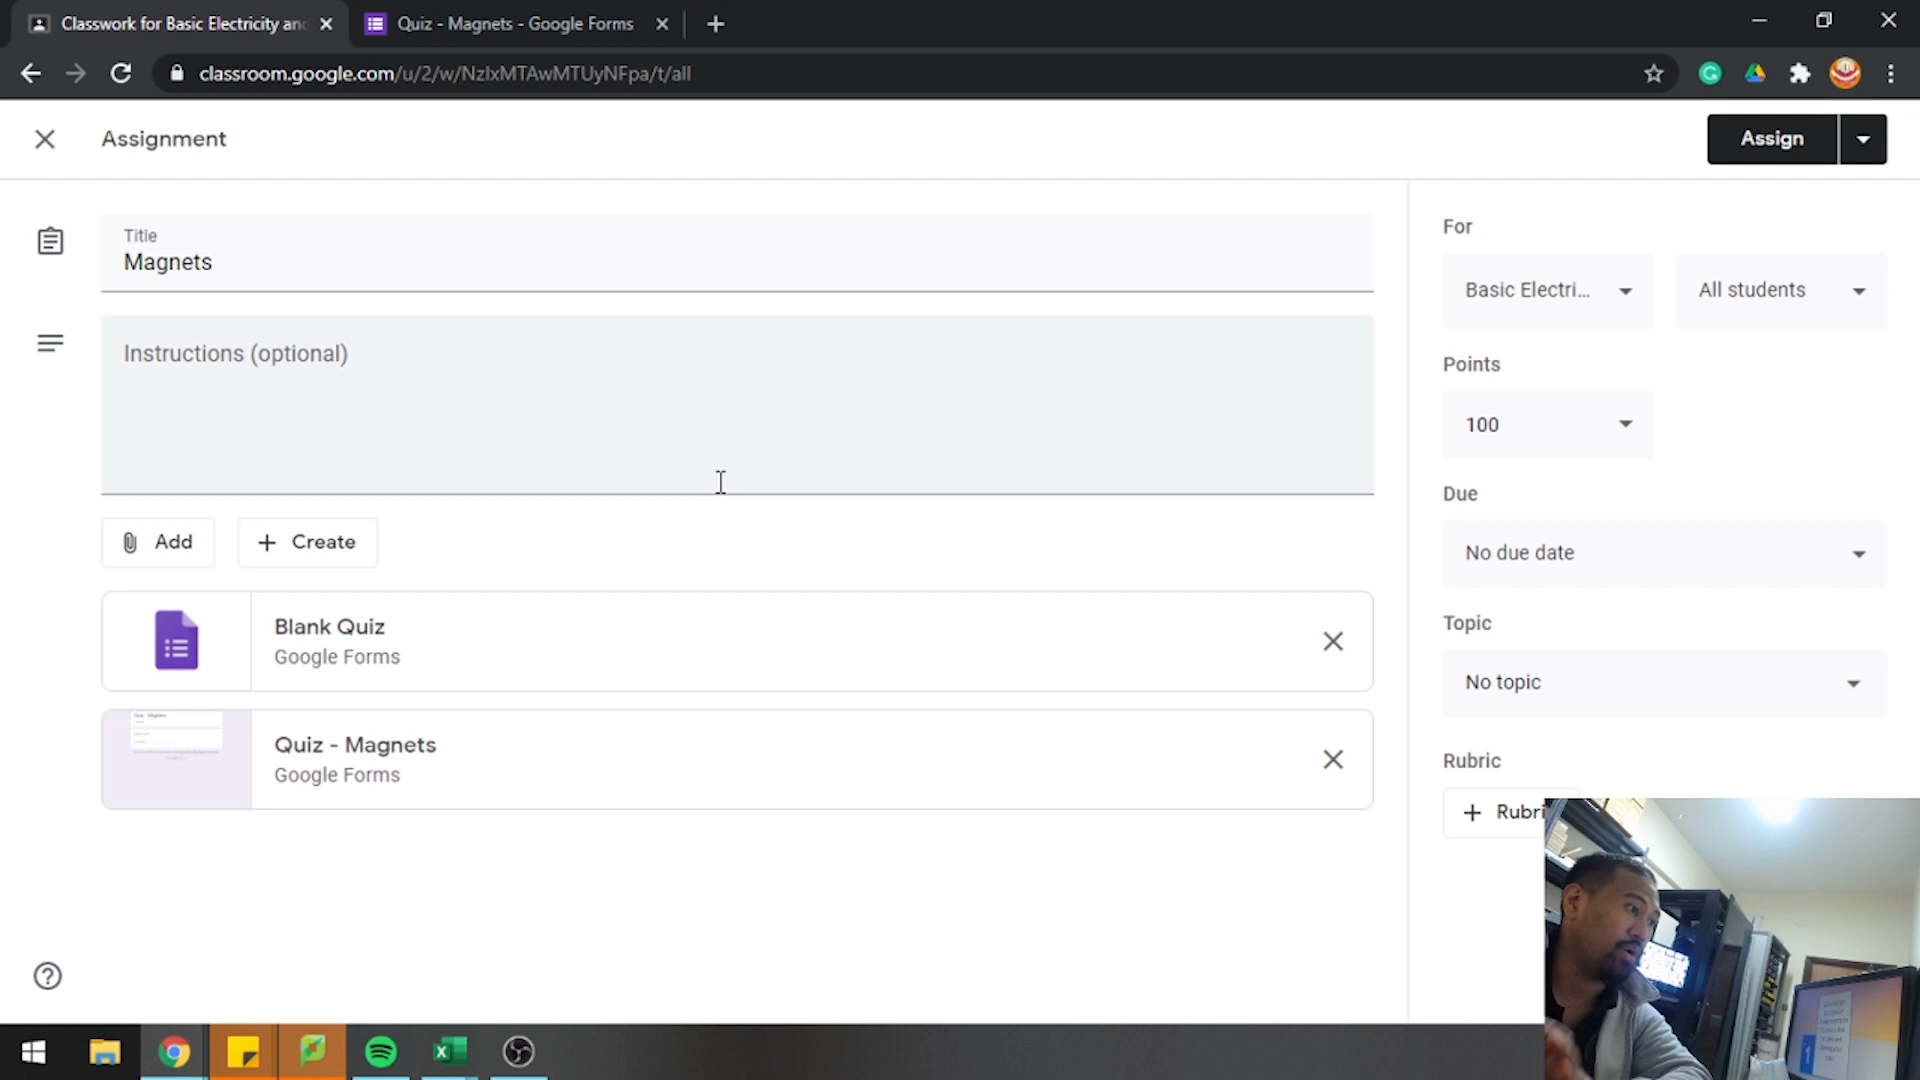 Classwork for Basic Electricity an
Quiz - Magnets - Google Forms
classroom.google.com/u/2/w/NzIxMTAwMTUyNFpa/t/all
Assignment
Assign
Title
Magnets
Instructions (optional)
Add
Create
Blank Quiz
Google Forms
Quiz - Magnets
Google Forms
For
Basic Electri...
All students
Points
100
Due
No due date
Topic
No topic
Rubric
Rubri